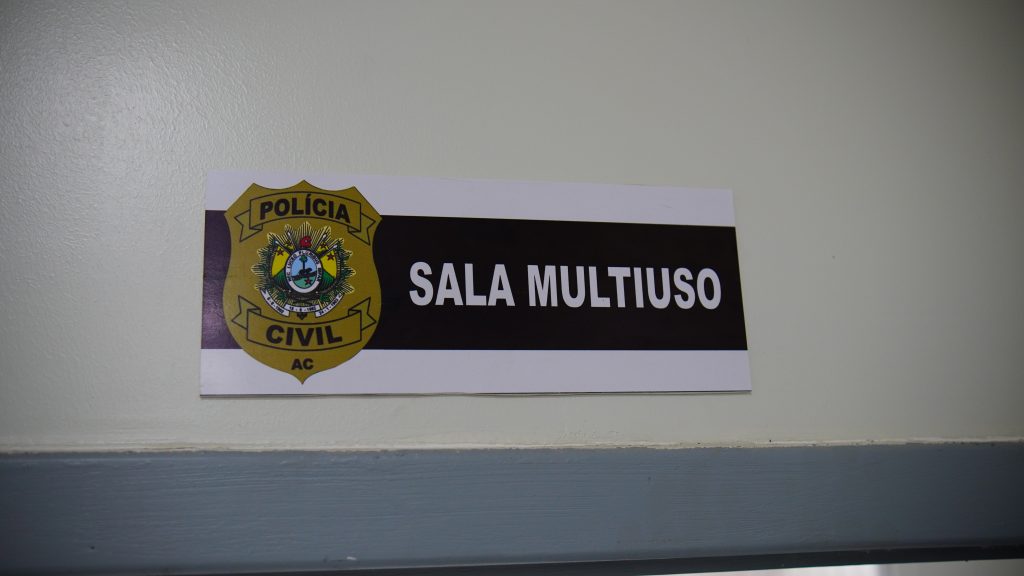 POLÍCIA
CIVIL
AC
SALA MULTIUSO